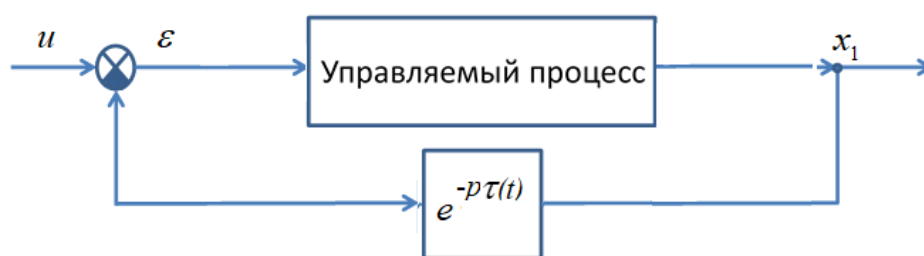 u
ε
Управляемый процесс
x₁
e^{-pτ(t)}